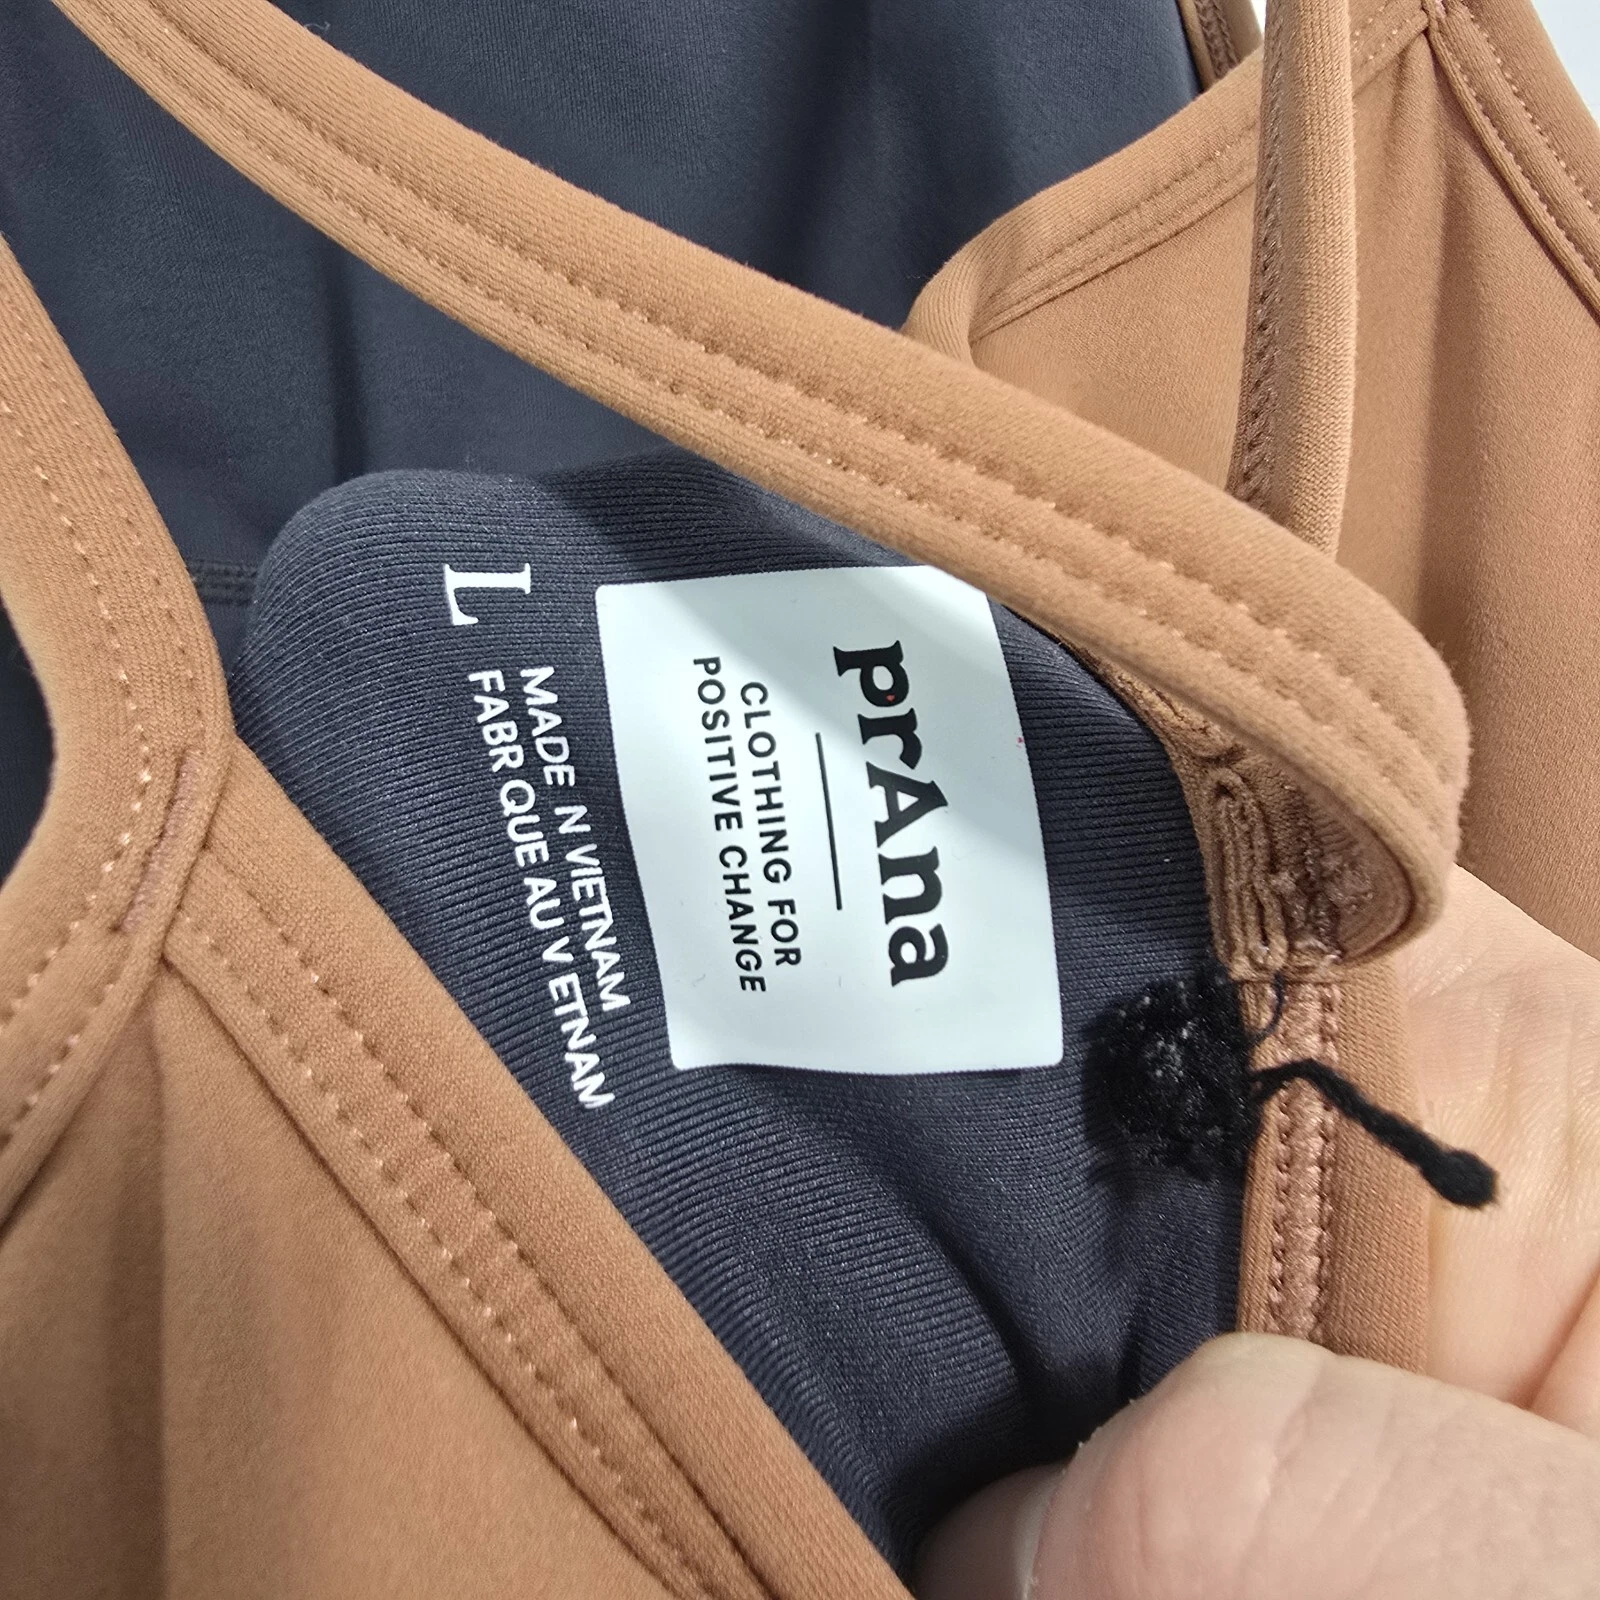 prAna
CLOTHING FOR
POSITIVE CHANGE
L
MADE N VIETNAM
FABR QUE AU V ETNAM